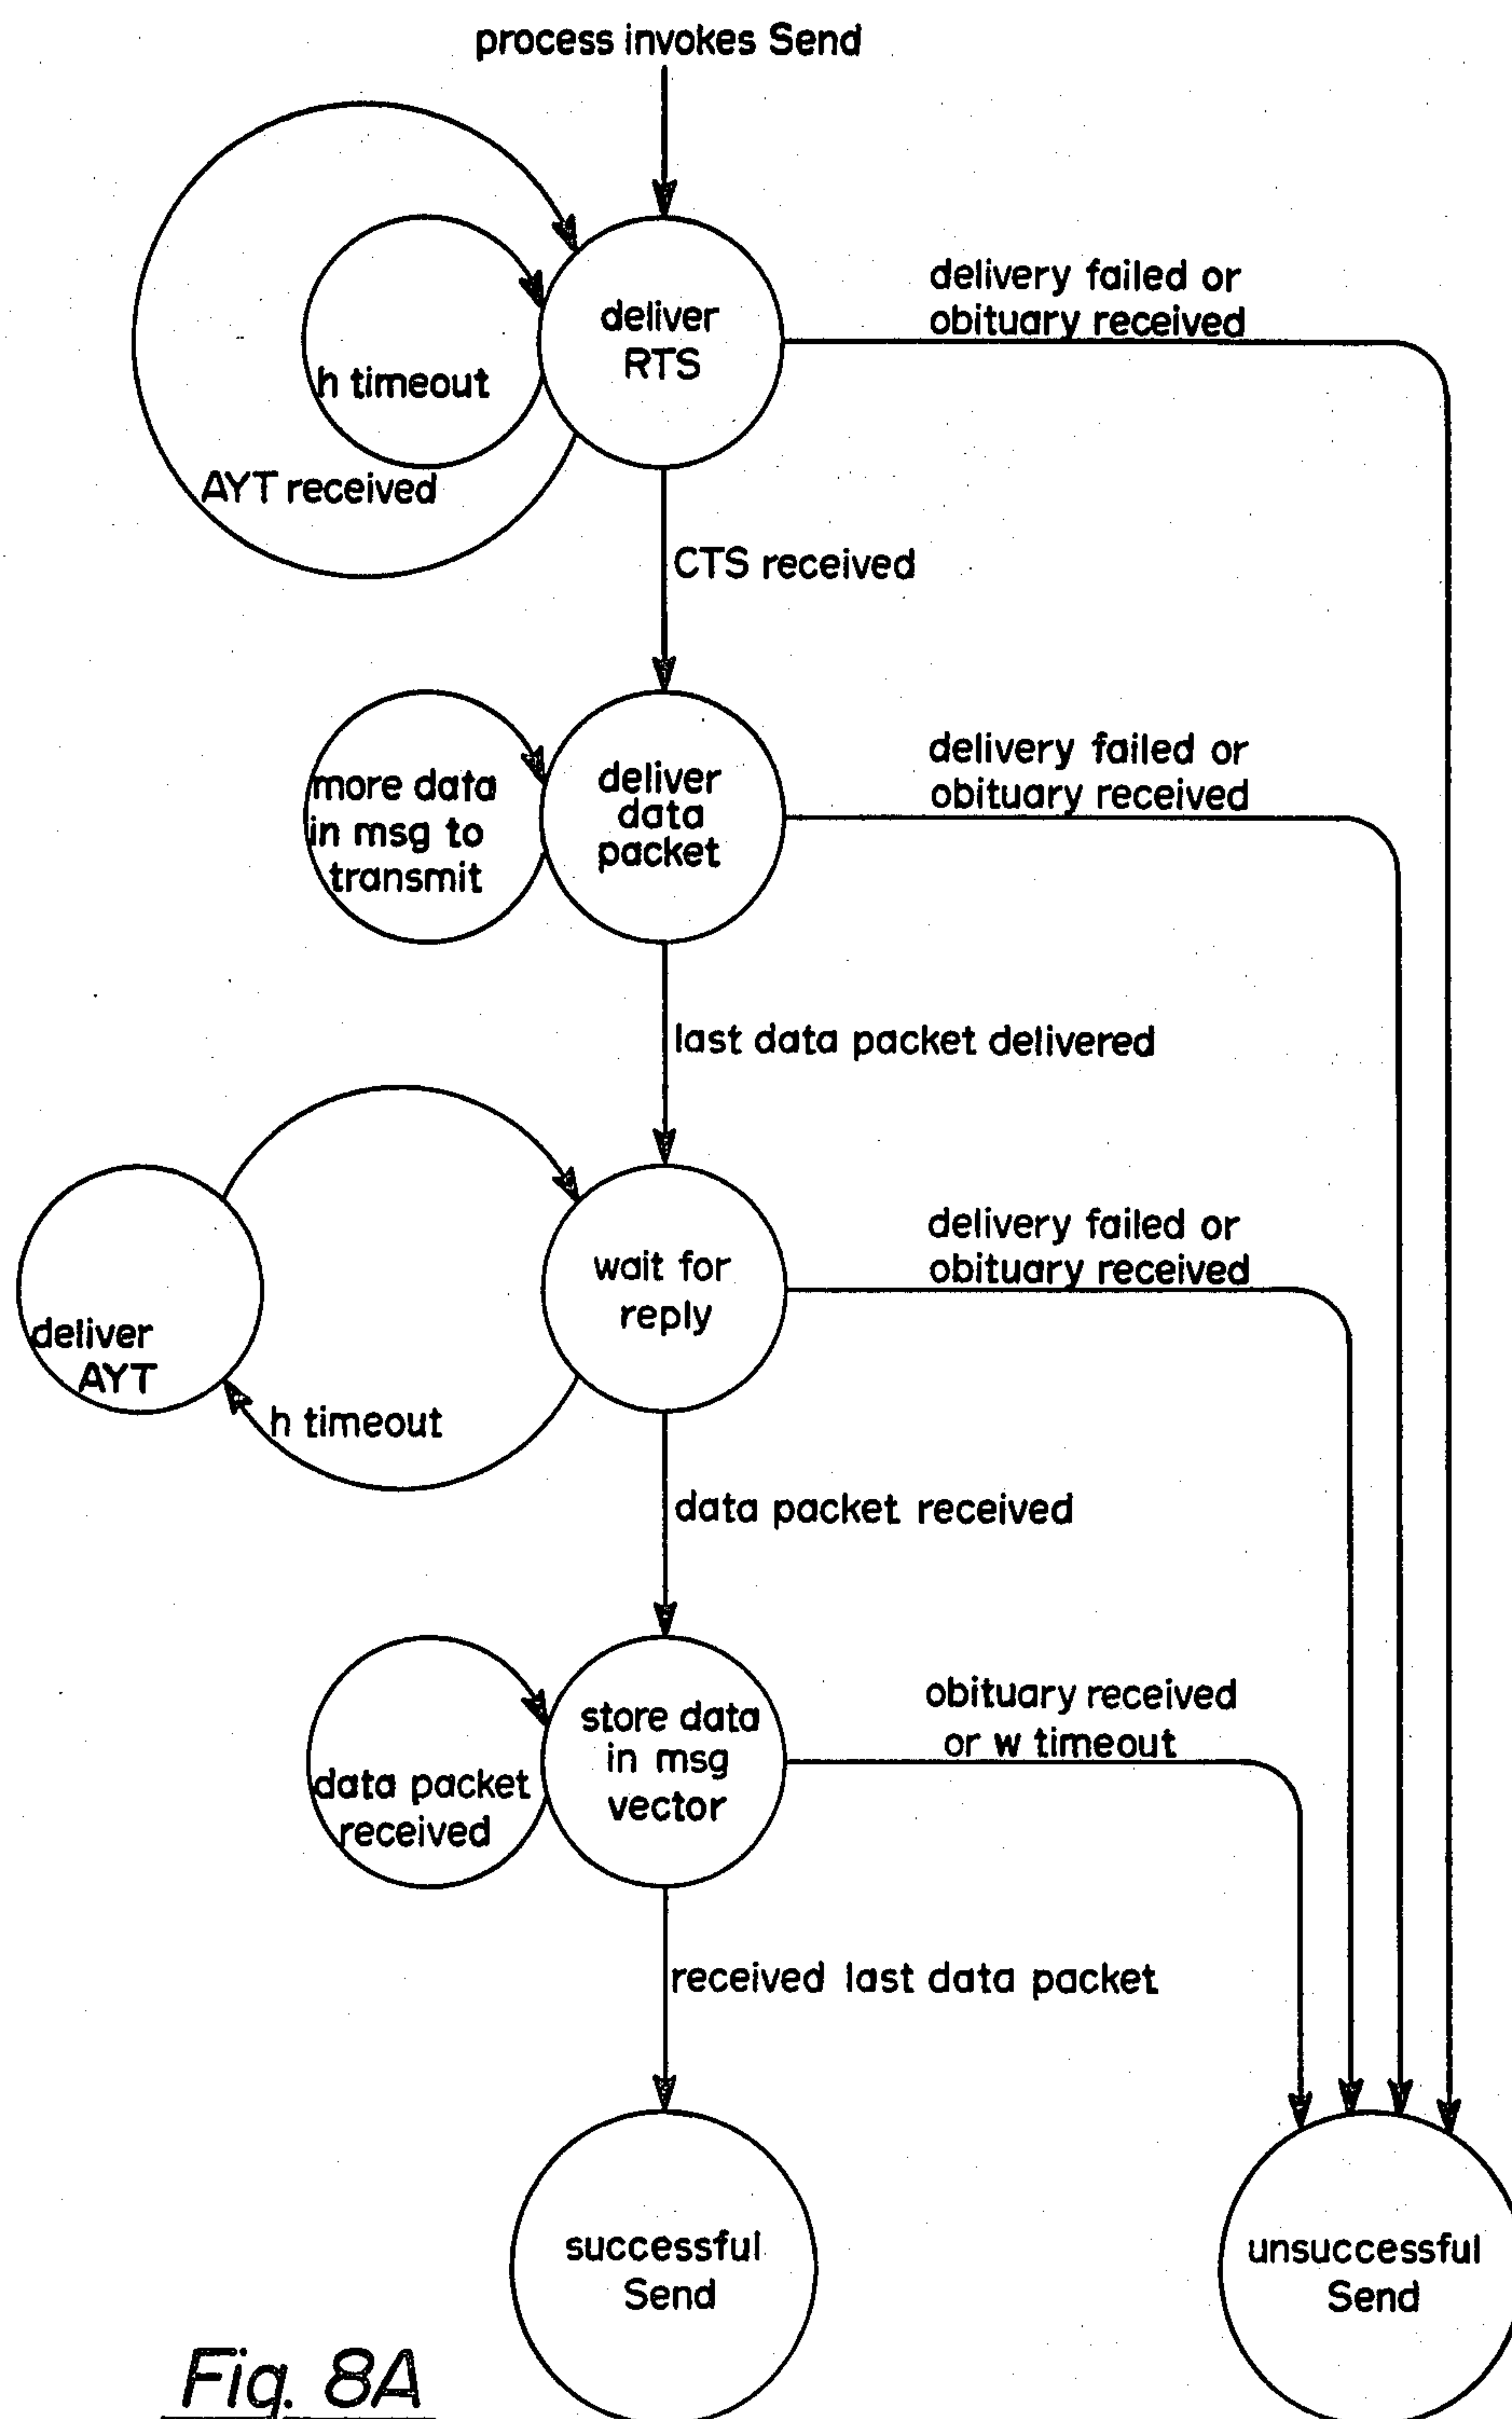 process invokes Send
deliver
RTS
delivery failed or
obituary received
h timeout
AYT received
CTS received
deliver
data
packet
more data
in msg to
transmit
delivery failed or
obituary received
last data packet delivered
wait for
reply
delivery failed or
obituary received
deliver
AYT
h timeout
data packet received
store data
in msg
vector
data packet
received
obituary received
or w timeout
received last data packet
successful
Send
unsuccessful
Send
Fig. 8A